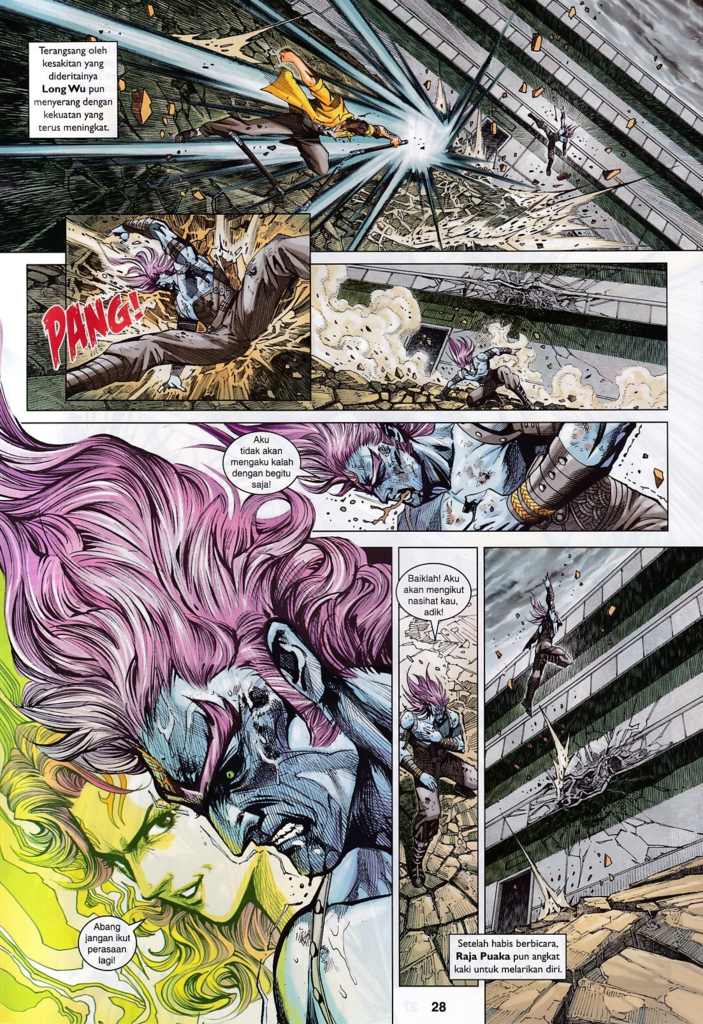 Terangsang oleh
kesakitan yang
dideritainya
Long Wu pun
menyerang dengan
kekuatan yang
terus meningkat.
PANG!
Aku
tidak akan
mengaku kalah
dengan begitu
saja!
Abang
jangan ikut
perasaan
lagi!
Baiklah! Aku
akan mengikut
nasihat kau,
adik!
Setelah habis berbicara,
Raja Puaka pun angkat
kaki untuk melarikan diri.
28